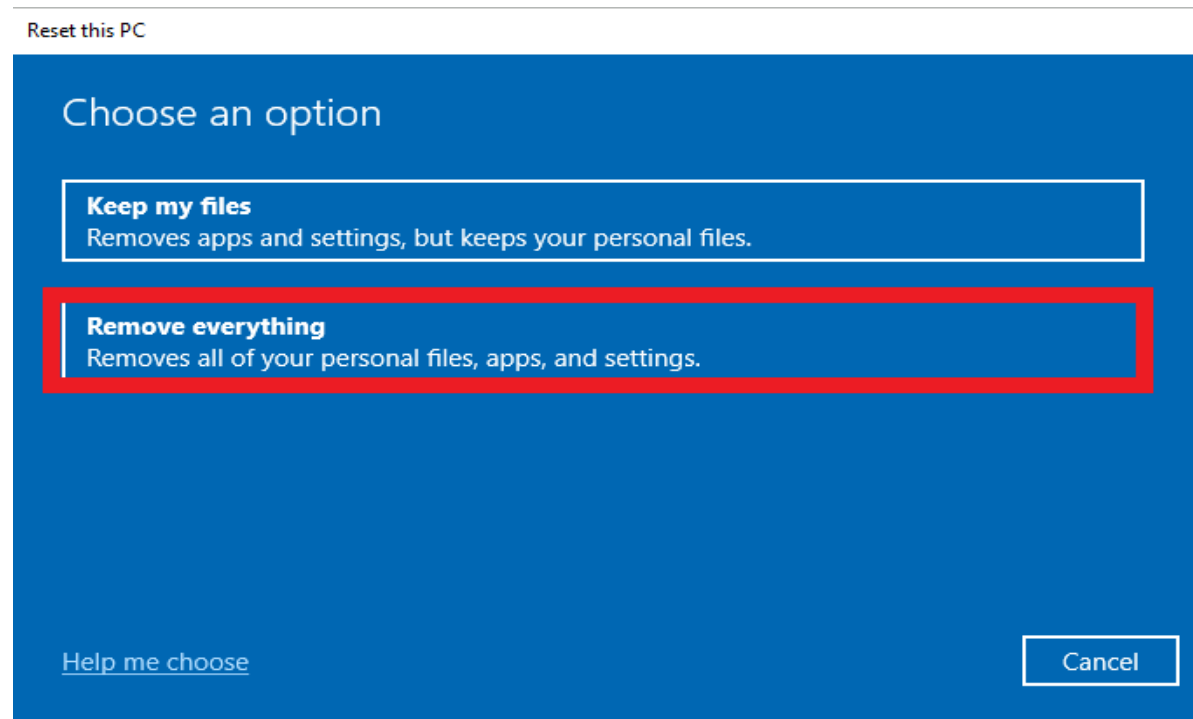 Reset this PC
Choose an option
Keep my files
Removes apps and settings, but keeps your personal files.
Remove everything
Removes all of your personal files, apps, and settings.
Help me choose
Cancel